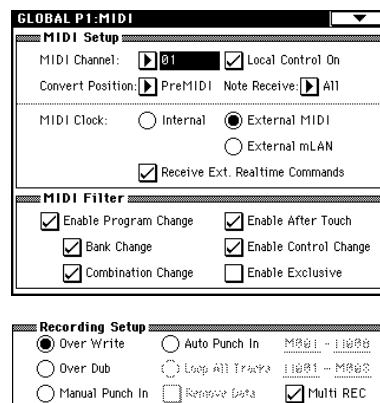 GLOBAL P1:MIDI
MIDI Setup
MIDI Channel: 01 Local Control On
Convert Position: PreMIDI Note Receive: All
MIDI Clock: Internal External MIDI
External mLAN
Receive Ext. Realtime Commands
MIDI Filter
Enable Program Change Enable After Touch
Bank Change Enable Control Change
Combination Change Enable Exclusive
Recording Setup
Over Write Auto Punch In
Over Dub Loop All Tracks
Manual Punch In Remove Data Multi REC